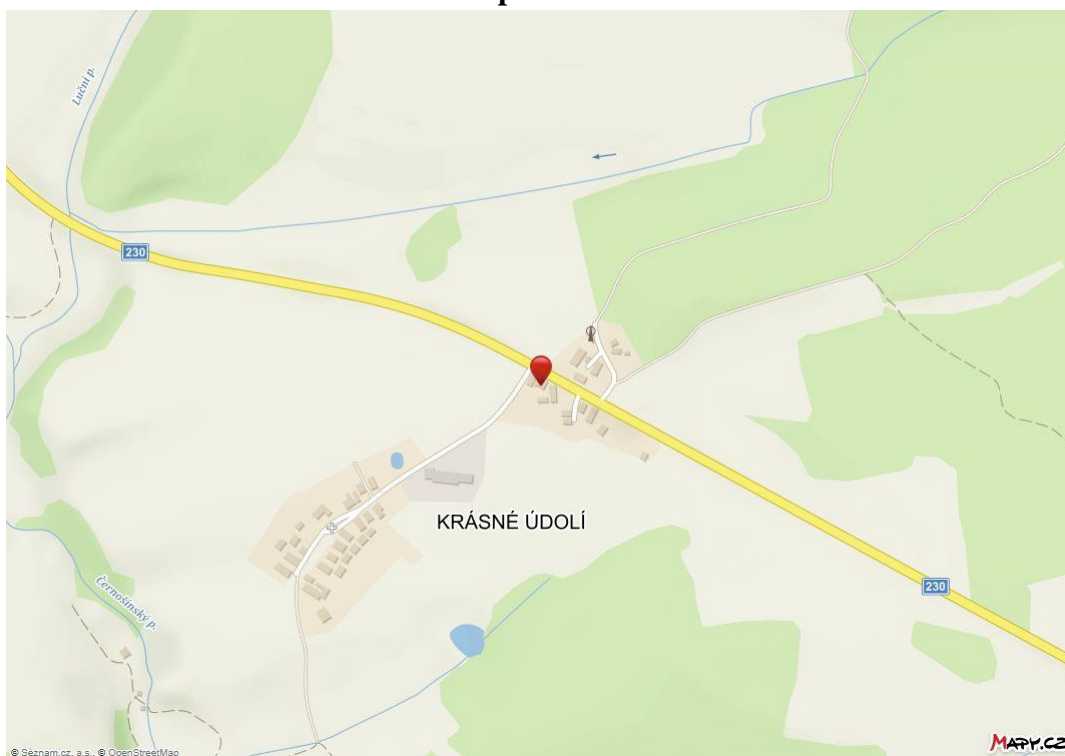 Luční p.
230
KRÁSNÉ ÚDOLÍ
230
Černošínský p.
© Seznam.cz, a.s., © OpenStreetMap
MAPY.CZ